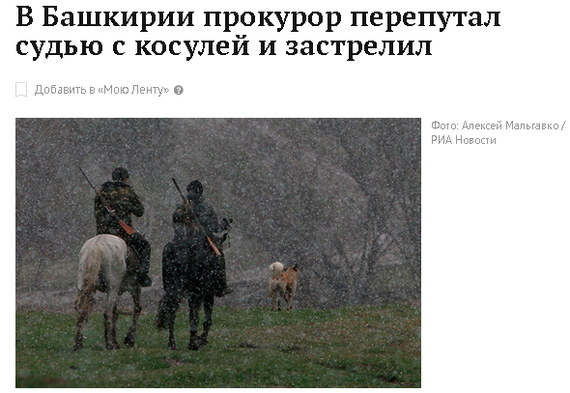 В Башкирии прокурор перепутал
судью с косулей и застрелил
Добавить в «Мою Ленту» ?
Фото: Алексей Мальгавко /
РИА Новости